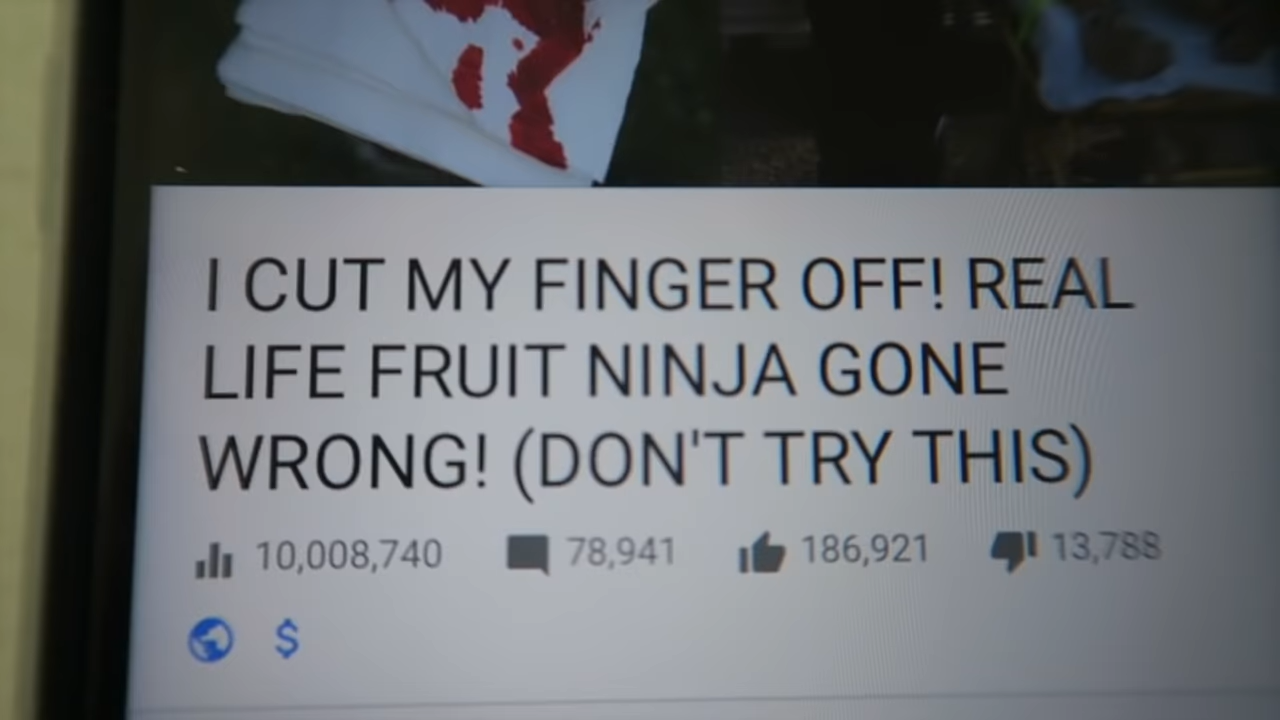 I CUT MY FINGER OFF! REAL
LIFE FRUIT NINJA GONE
WRONG! (DON'T TRY THIS)
10,008,740 78,941 186,921 13,788
$